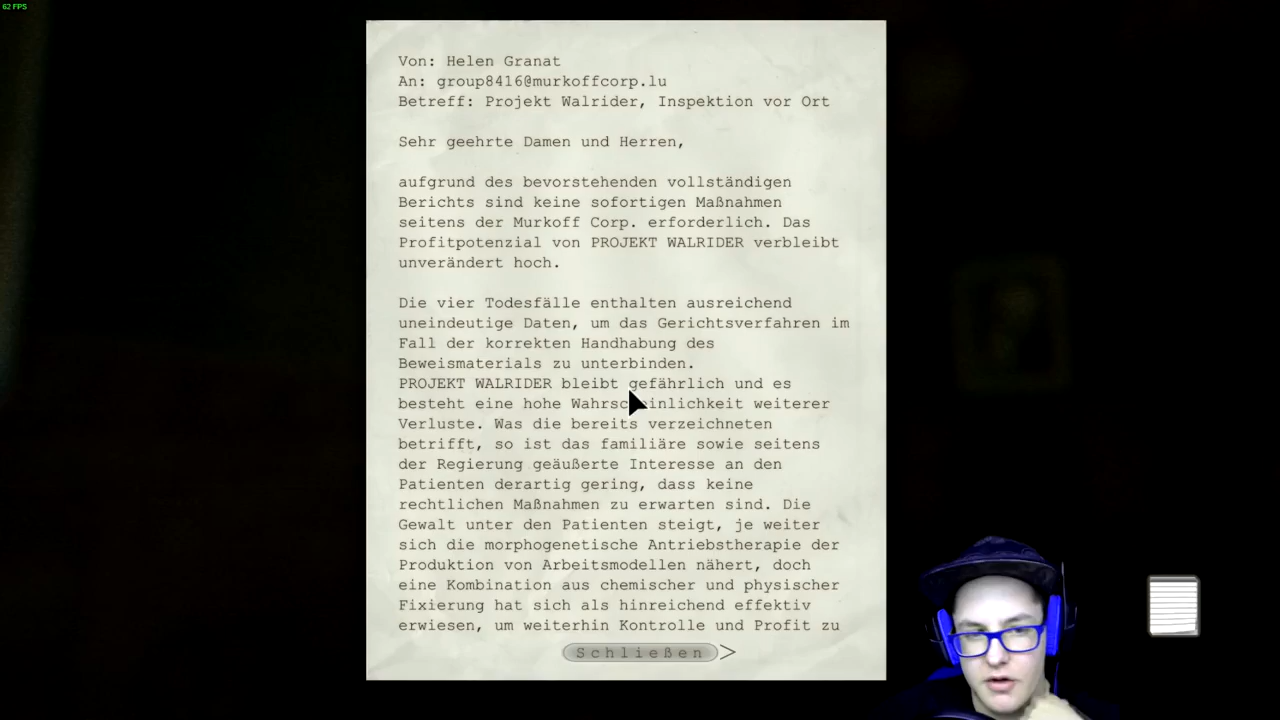 62 FPS
Von: Helen Granat
An: group8416@murkoffcorp.lu
Betreff: Projekt Walrider, Inspektion vor Ort
Sehr geehrte Damen und Herren,
aufgrund des bevorstehenden vollständigen
Berichts sind keine sofortigen Maßnahmen
seitens der Murkoff Corp. erforderlich. Das
Profitpotenzial von PROJEKT WALRIDER verbleibt
unverändert hoch.
Die vier Todesfälle enthalten ausreichend
uneindeutige Daten, um das Gerichtsverfahren im
Fall der korrekten Handhabung des
Beweismaterials zu unterbinden.
PROJEKT WALRIDER bleibt gefährlich und es
besteht eine hohe Wahrscheinlichkeit weiterer
Verluste. Was die bereits verzeichneten
betrifft, so ist das familiäre sowie seitens
der Regierung geäußerte Interesse an den
Patienten derartig gering, dass keine
rechtlichen Maßnahmen zu erwarten sind. Die
Gewalt unter den Patienten steigt, je weiter
sich die morphogenetische Antriebstherapie der
Produktion von Arbeitsmodellen nähert, doch
eine Kombination aus chemischer und physischer
Fixierung hat sich als hinreichend effektiv
erwiesen, um weiterhin Kontrolle und Profit zu
Schließen >